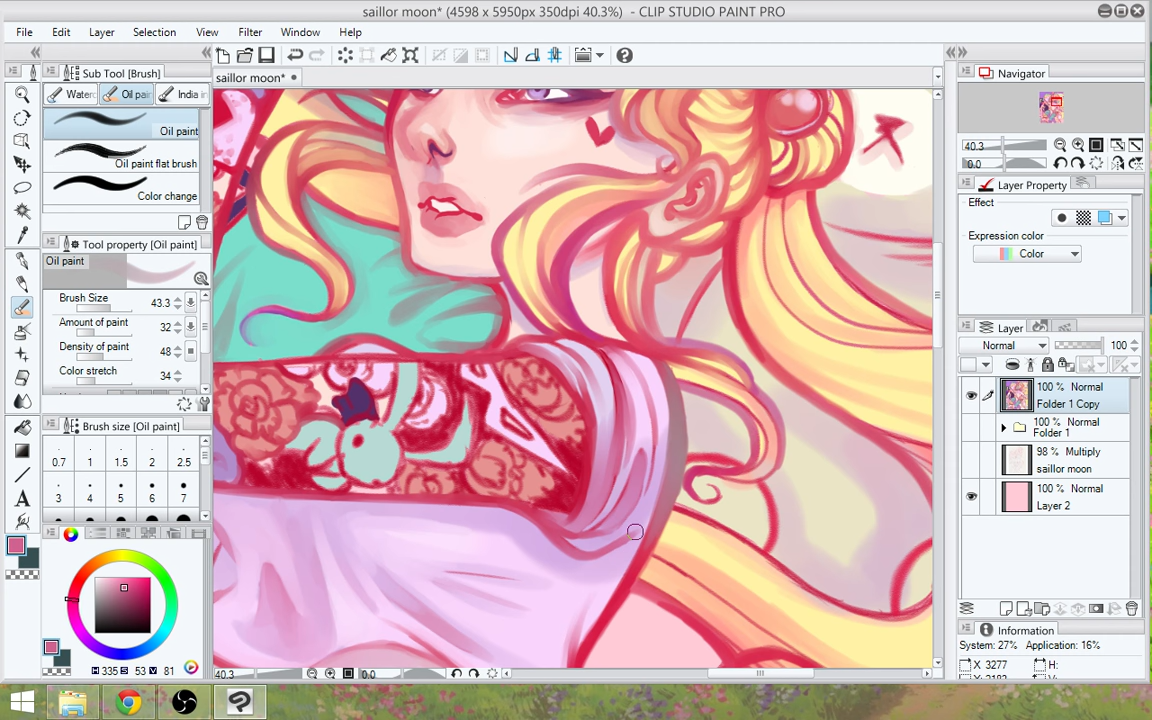 saillor moon* (4598 x 5950px 350dpi 40.3%) - CLIP STUDIO PAINT PRO
File Edit Layer Selection View Filter Window Help
Sub Tool [Brush]
saillor moon*
Navigator
Oil pain
India in
Oil paint
Oil paint flat brush
Color change
40.3
0.0
Layer Property
Effect
Expression color
Color
Tool property [Oil paint]
Oil paint
Brush Size 43.3
Amount of paint 32
Density of paint 48
Color stretch 34
Layer
Normal 100
100 % Normal
Folder 1 Copy
100 % Normal
Folder 1
98 % Multiply
saillor moon
100 % Normal
Layer 2
Brush size [Oil paint]
0.7 1 1.5 2 2.5
3 4 5 6 7
Information
System: 27% Application: 16%
X 3277 H:
H 335 S 53 V 81
40.3 0.0